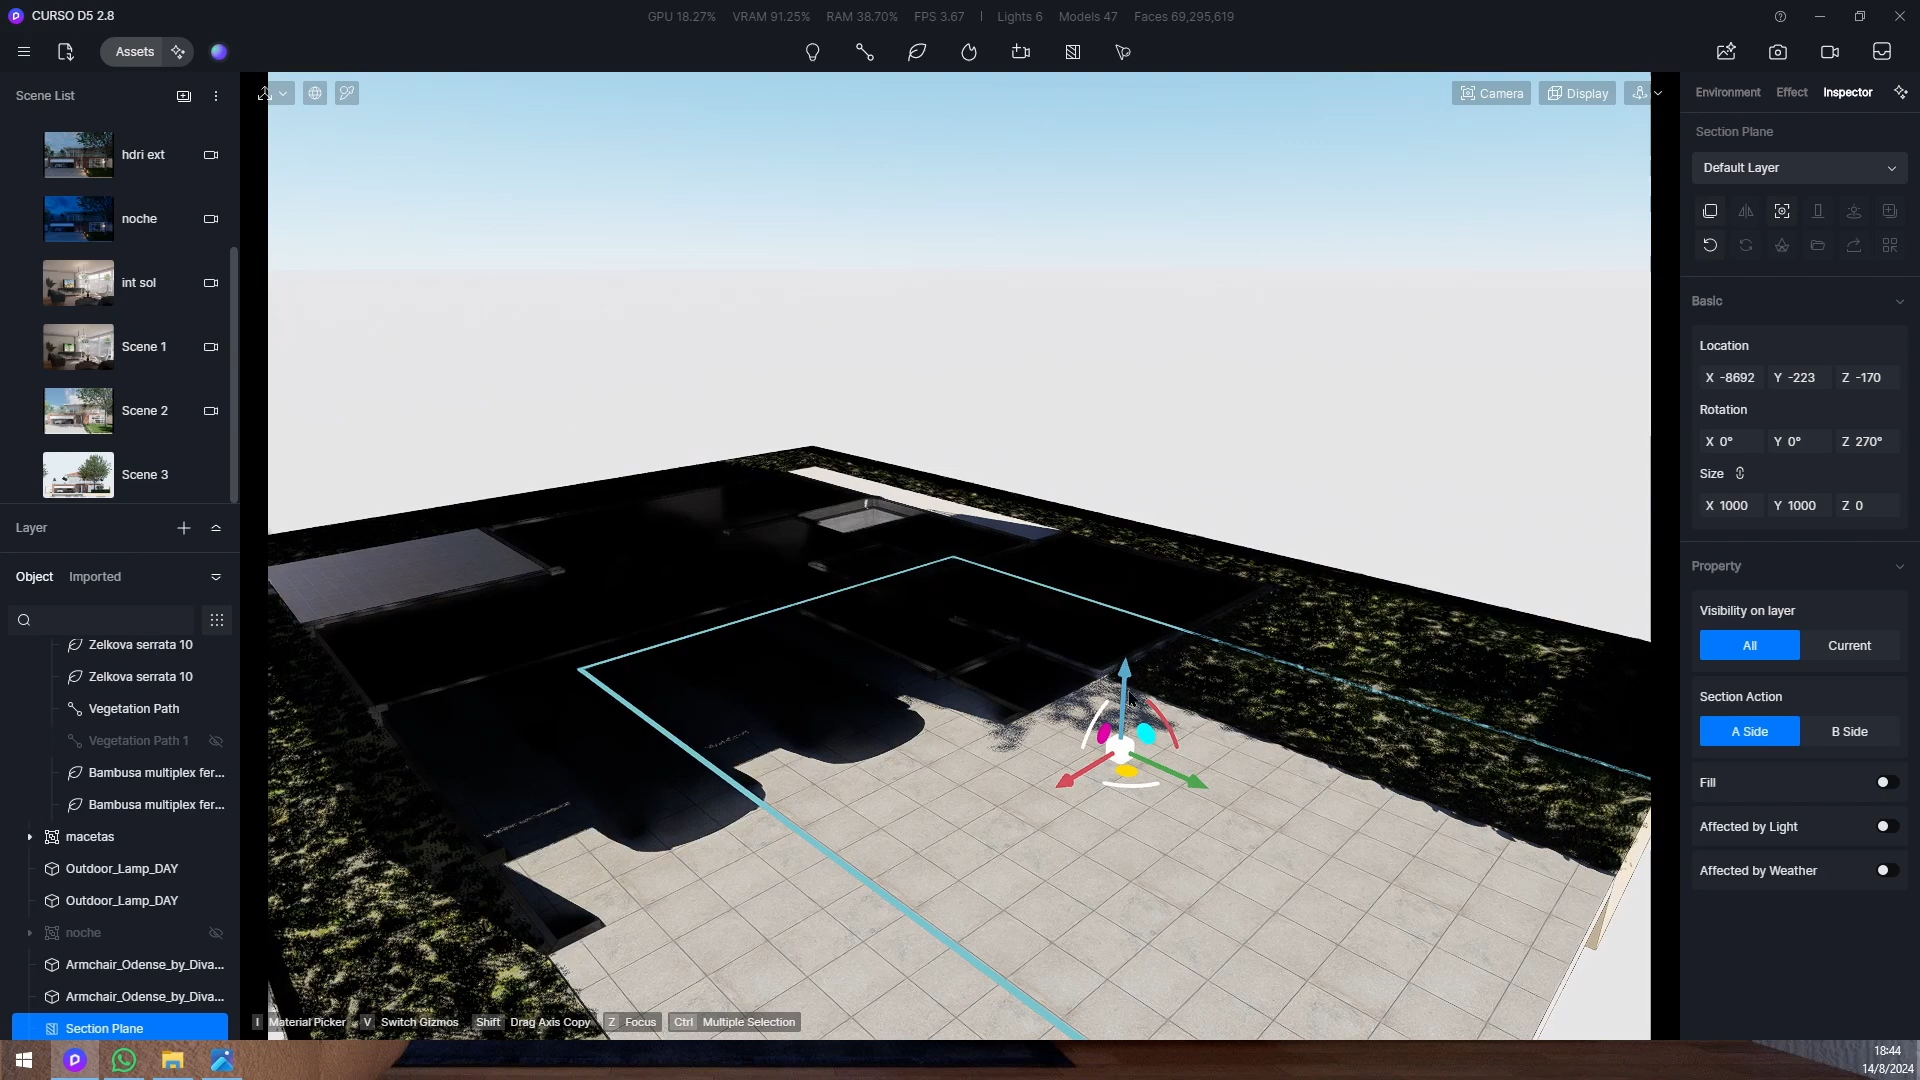 CURSO D5 2.8
GPU 18.27% VRAM 91.25% RAM 38.70% FPS 3.67 | Lights 6 Models 47 Faces 69,295,619
Assets
Scene List
hdri ext
noche
int sol
Scene 1
Scene 2
Scene 3
Layer
Object Imported
Zelkova serrata 10
Zelkova serrata 10
Vegetation Path
Vegetation Path 1
Bambusa multiplex fer...
Bambusa multiplex fer...
macetas
Outdoor_Lamp_DAY
Outdoor_Lamp_DAY
noche
Armchair_Odense_by_Diva...
Armchair_Odense_by_Diva...
Section Plane
Camera Display
I Material Picker V Switch Gizmos Shift Drag Axis Copy Z Focus Ctrl Multiple Selection
Environment Effect Inspector
Section Plane
Default Layer
Basic
Location
X -8692 Y -223 Z -170
Rotation
X 0° Y 0° Z 270°
Size
X 1000 Y 1000 Z 0
Property
Visibility on layer
All Current
Section Action
A Side B Side
Fill
Affected by Light
Affected by Weather
18:44
14/8/2024